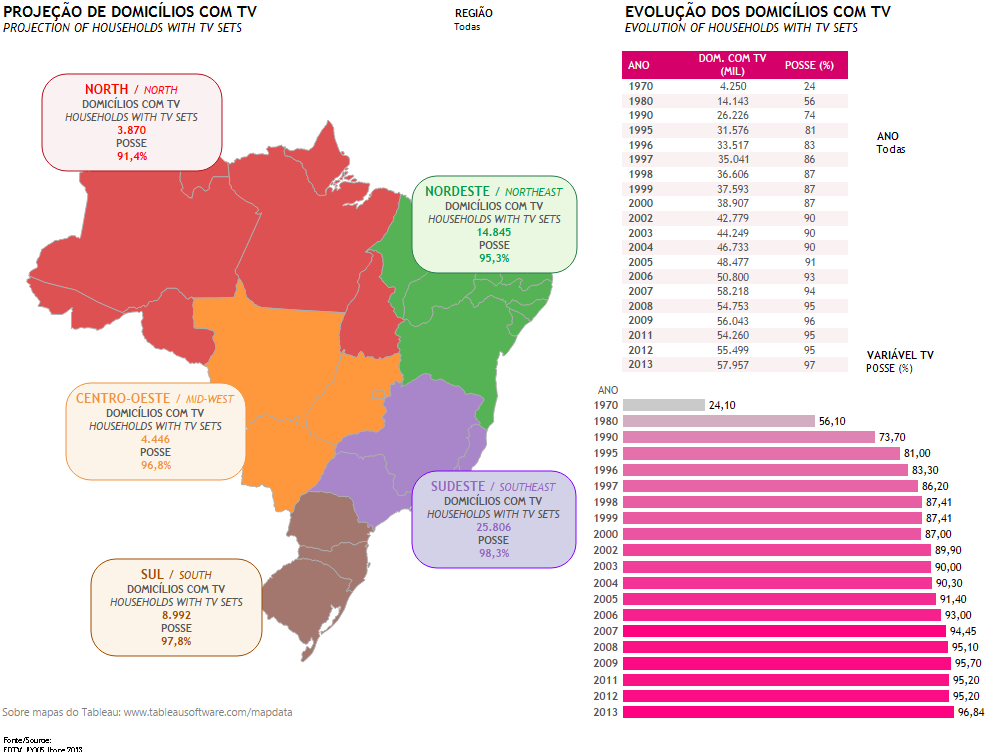 PROJEÇÃO DE DOMICÍLIOS COM TV
PROJECTION OF HOUSEHOLDS WITH TV SETS
REGIÃO
Todas
NORTH / NORTH
DOMICÍLIOS COM TV
HOUSEHOLDS WITH TV SETS
3.870
POSSE
91,4%
NORDESTE / NORTHEAST
DOMICÍLIOS COM TV
HOUSEHOLDS WITH TV SETS
14.845
POSSE
95,3%
CENTRO-OESTE / MID-WEST
DOMICÍLIOS COM TV
HOUSEHOLDS WITH TV SETS
4.446
POSSE
96,8%
SUDESTE / SOUTHEAST
DOMICÍLIOS COM TV
HOUSEHOLDS WITH TV SETS
25.806
POSSE
98,3%
SUL / SOUTH
DOMICÍLIOS COM TV
HOUSEHOLDS WITH TV SETS
8.992
POSSE
97,8%
Sobre mapas do Tableau: www.tableausoftware.com/mapdata
Fonte/Source:
EVOLUÇÃO DOS DOMICÍLIOS COM TV
EVOLUTION OF HOUSEHOLDS WITH TV SETS
ANO DOM. COM TV (MIL) POSSE (%)
1970 4.250 24
1980 14.143 56
1990 26.226 74
1995 31.576 81
1996 33.517 83
1997 35.041 86
1998 36.606 87
1999 37.593 87
2000 38.907 87
2002 42.779 90
2003 44.249 90
2004 46.733 90
2005 48.477 91
2006 50.800 93
2007 58.218 94
2008 54.753 95
2009 56.043 96
2011 54.260 95
2012 55.499 95
2013 57.957 97
ANO
Todas
VARIÁVEL TV
POSSE (%)
ANO
1970 24,10
1980 56,10
1990 73,70
1995 81,00
1996 83,30
1997 86,20
1998 87,41
1999 87,41
2000 87,00
2002 89,90
2003 90,00
2004 90,30
2005 91,40
2006 93,00
2007 94,45
2008 95,10
2009 95,70
2011 95,20
2012 95,20
2013 96,84